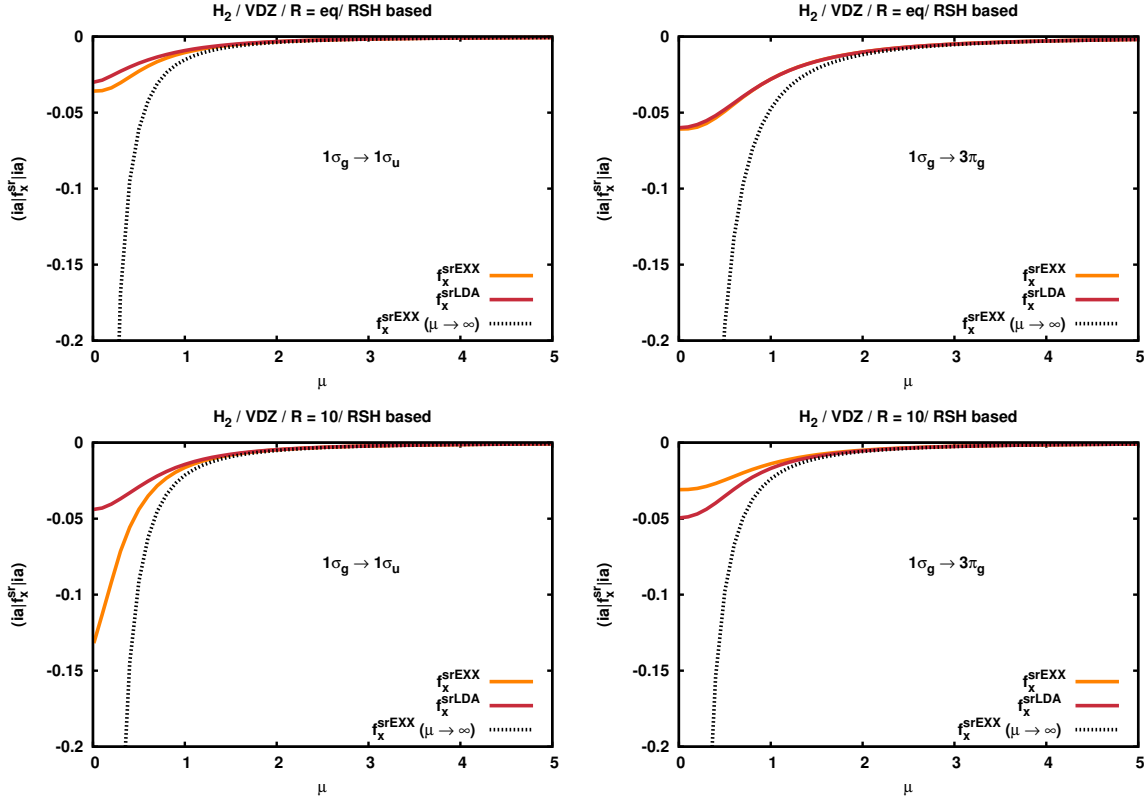 H₂ / VDZ / R = eq/ RSH based
0
-0.05
-0.1
-0.15
-0.2
(ia|fₓˢʳ|ia)
1σg → 1σu
fₓˢʳᴱˣˣ
fₓˢʳᴸᴰᴬ
fₓˢʳᴱˣˣ (μ → ∞)
0 1 2 3 4 5
μ
H₂ / VDZ / R = eq/ RSH based
0
-0.05
-0.1
-0.15
-0.2
(ia|fₓˢʳ|ia)
1σg → 3πg
fₓˢʳᴱˣˣ
fₓˢʳᴸᴰᴬ
fₓˢʳᴱˣˣ (μ → ∞)
0 1 2 3 4 5
μ
H₂ / VDZ / R = 10/ RSH based
0
-0.05
-0.1
-0.15
-0.2
(ia|fₓˢʳ|ia)
1σg → 1σu
fₓˢʳᴱˣˣ
fₓˢʳᴸᴰᴬ
fₓˢʳᴱˣˣ (μ → ∞)
0 1 2 3 4 5
μ
H₂ / VDZ / R = 10/ RSH based
0
-0.05
-0.1
-0.15
-0.2
(ia|fₓˢʳ|ia)
1σg → 3πg
fₓˢʳᴱˣˣ
fₓˢʳᴸᴰᴬ
fₓˢʳᴱˣˣ (μ → ∞)
0 1 2 3 4 5
μ